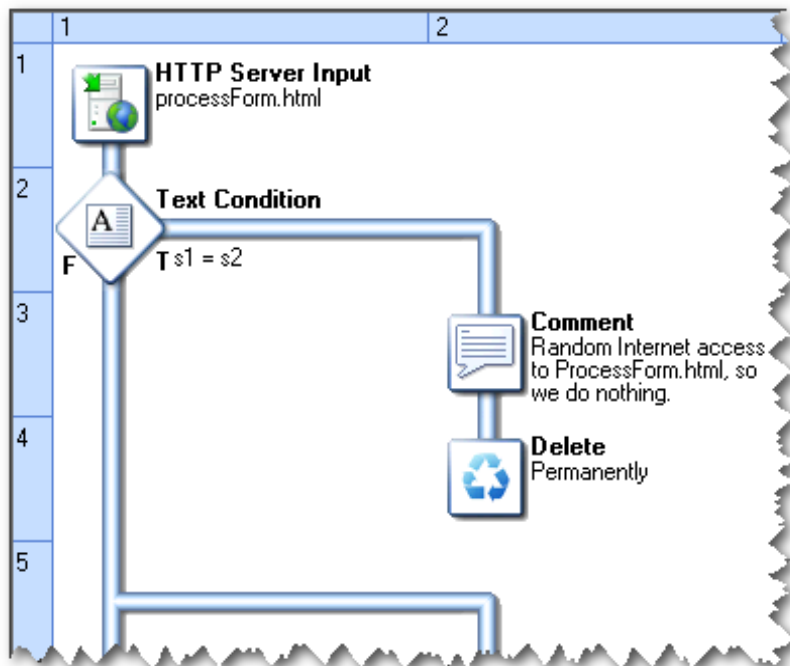 1 2
1
HTTP Server Input
processForm.html
2
Text Condition
A
F T s1 = s2
3
Comment
Random Internet access
to ProcessForm.html, so
we do nothing.
4
Delete
Permanently
5